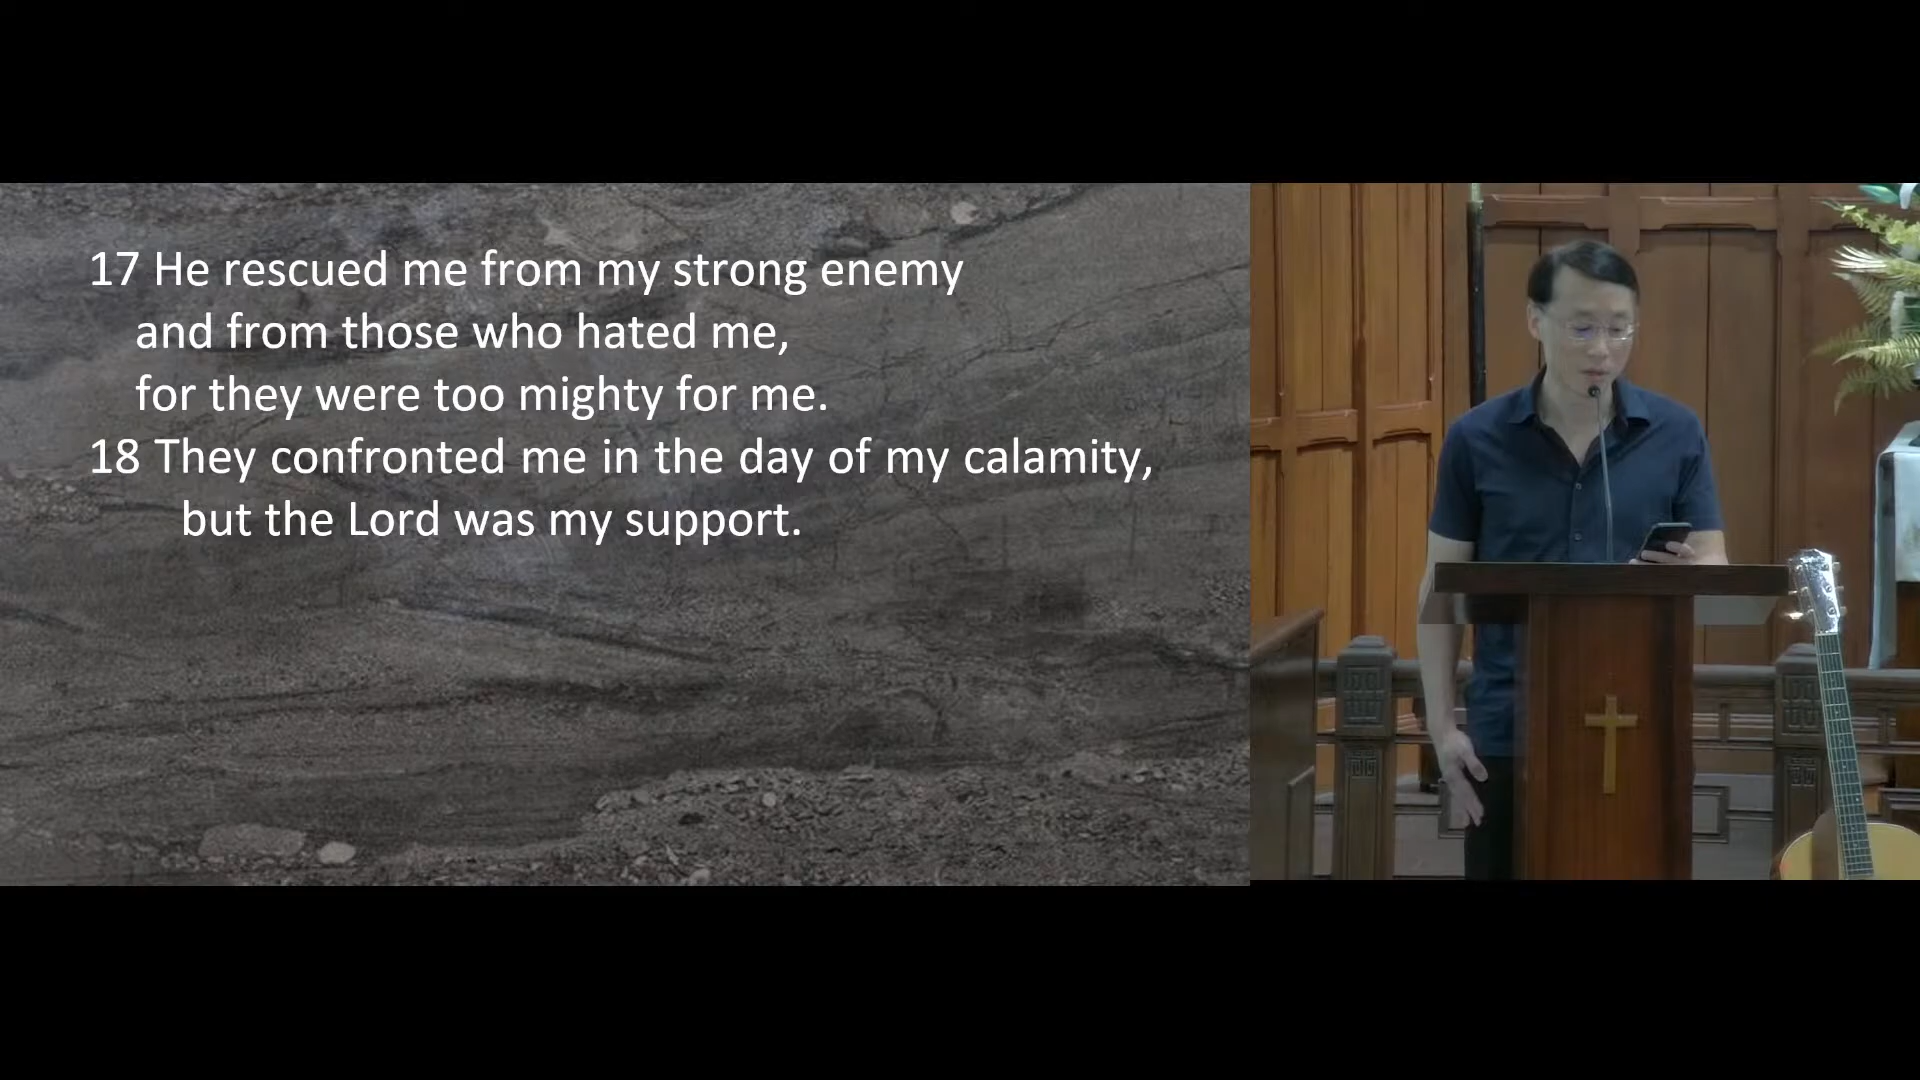 17 He rescued me from my strong enemy
and from those who hated me,
for they were too mighty for me.
18 They confronted me in the day of my calamity,
but the Lord was my support.